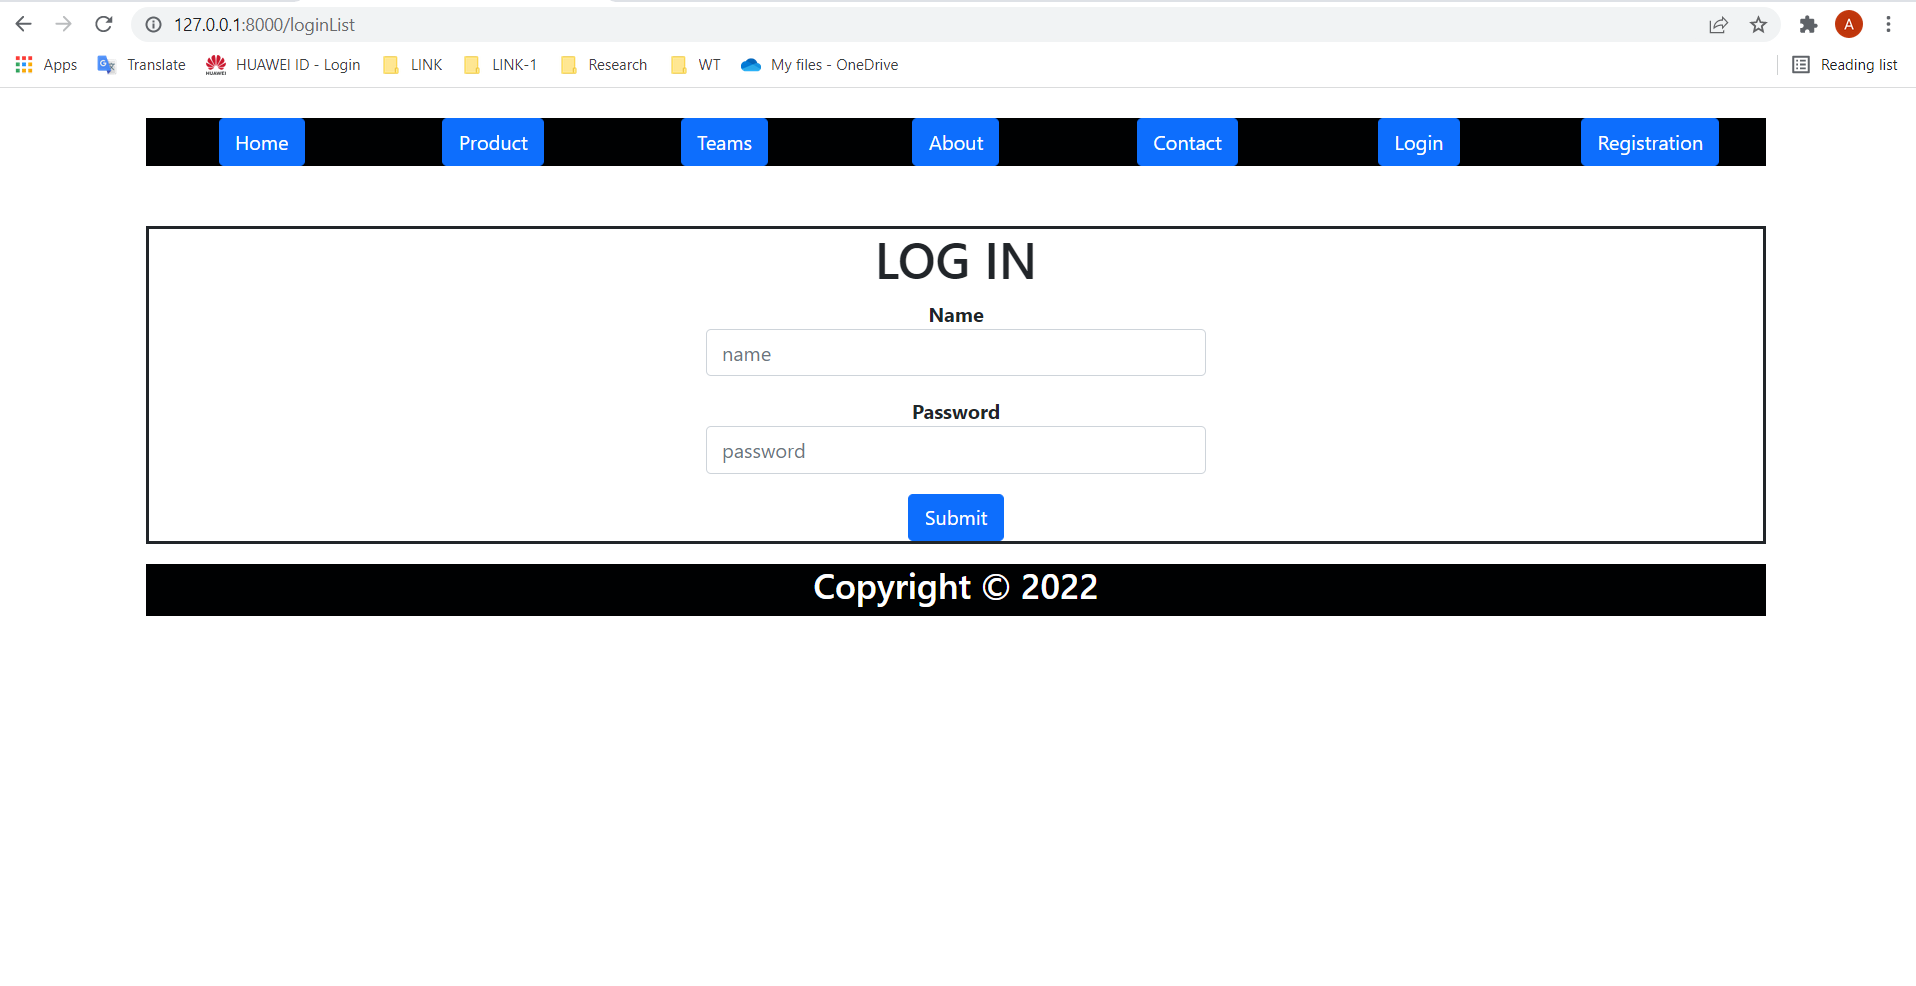 127.0.0.1:8000/loginList A
Apps Translate HUAWEI HUAWEI ID - Login LINK LINK-1 Research WT My files - OneDrive Reading list
Home Product Teams About Contact Login Registration
LOG IN
Name
name
Password
password
Submit
Copyright © 2022